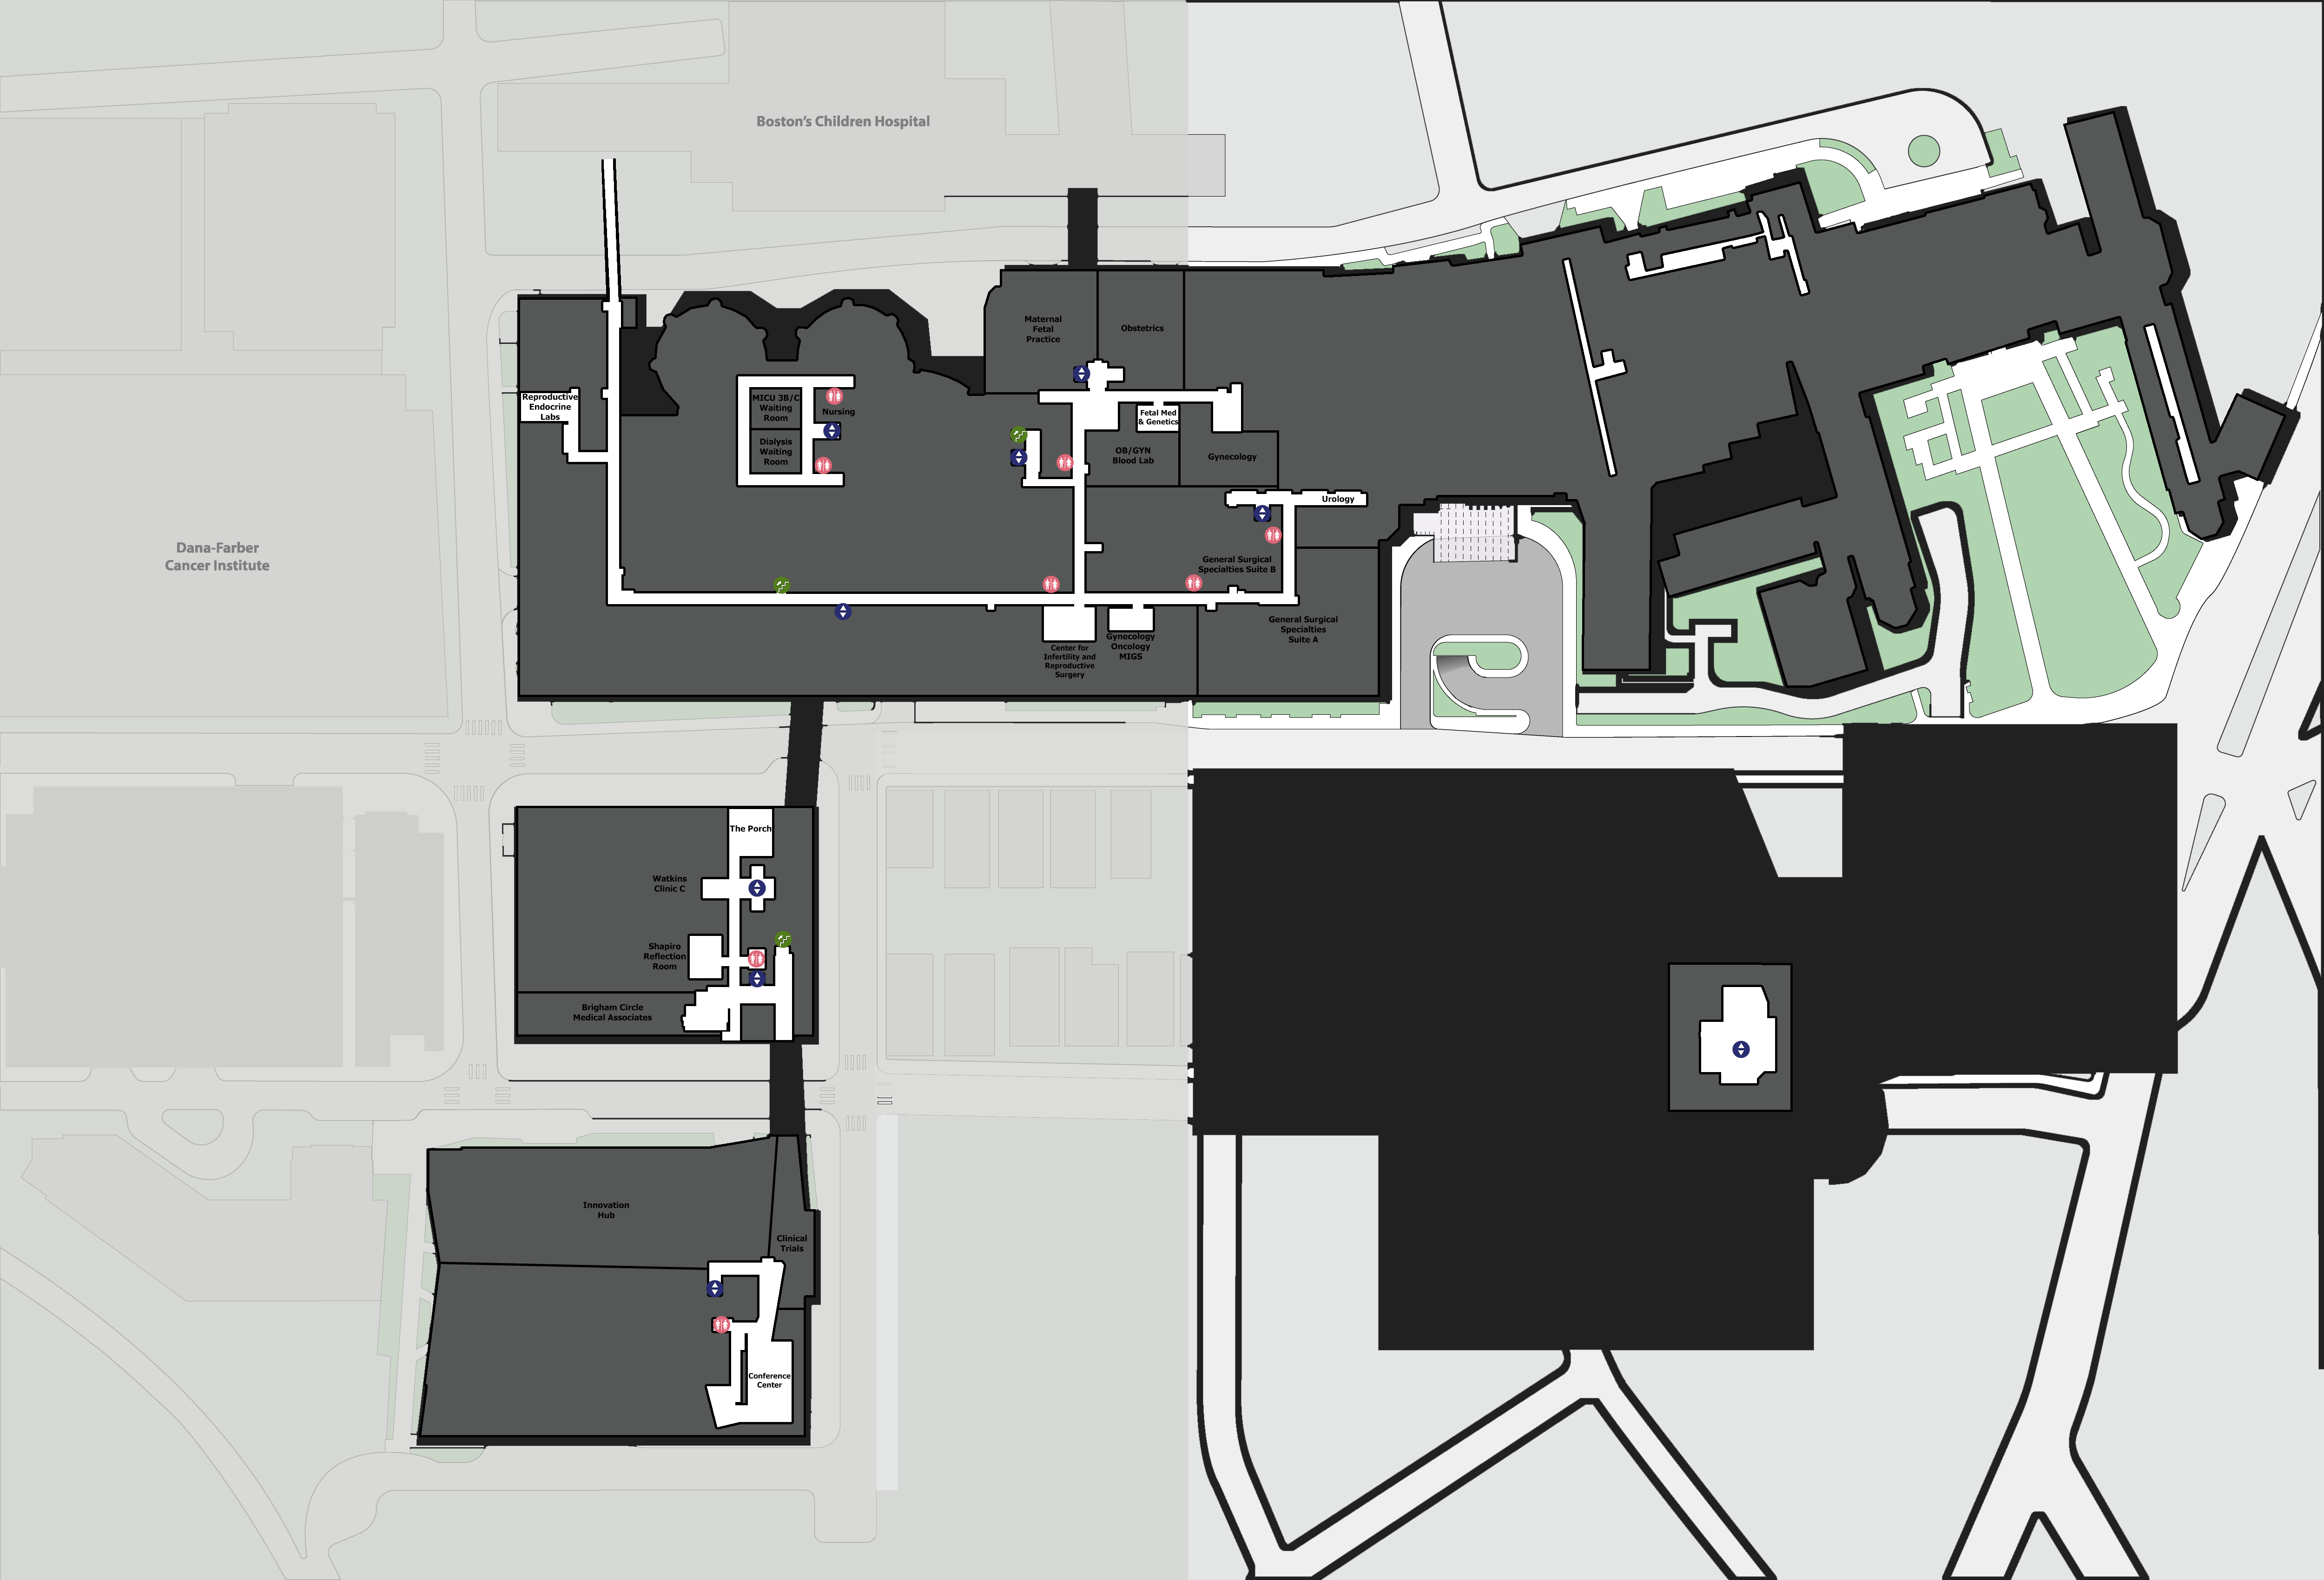 Boston's Children Hospital
Maternal
Fetal
Practice
Obstetrics
Reproductive
Endocrine
Labs
MICU 3B/C
Waiting
Room
Nursing
Dialysis
Waiting
Room
Fetal Med
& Genetics
OB/GYN
Blood Lab
Gynecology
Urology
Dana-Farber
Cancer Institute
General Surgical
Specialties Suite B
General Surgical
Specialties
Suite A
Center for
Infertility and
Reproductive
Surgery
Gynecology
Oncology
MIGS
The Porch
Watkins
Clinic C
Shapiro
Reflection
Room
Brigham Circle
Medical Associates
Innovation
Hub
Clinical
Trials
Conference
Center